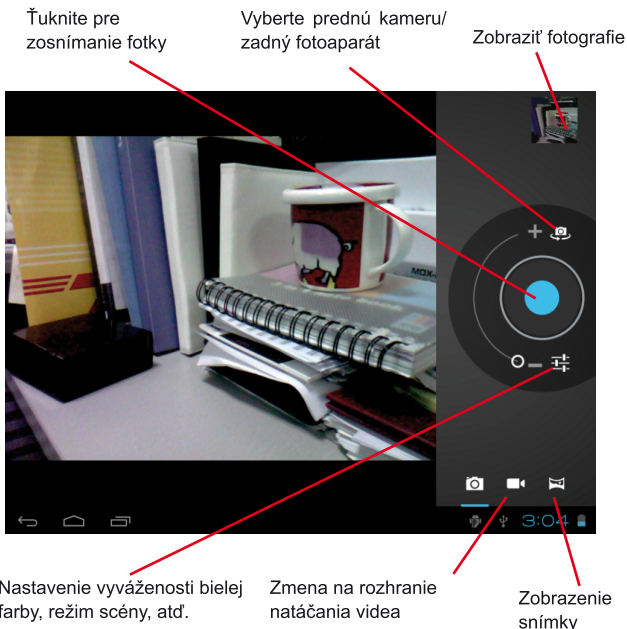 Ťuknite pre
zosnímanie fotky
Vyberte prednú kameru/
zadný fotoaparát
Zobraziť fotografie
MOX-
3:04
Nastavenie vyváženosti bielej
farby, režim scény, atď.
Zmena na rozhranie
natáčania videa
Zobrazenie
snímky